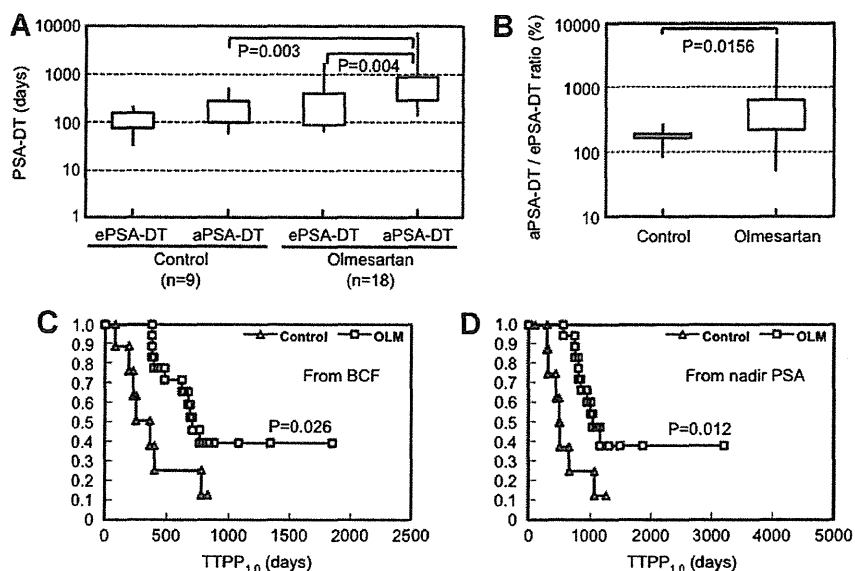 A
10000
1000
100
10
1
PSA-DT (days)
P=0.003
P=0.004
ePSA-DT aPSA-DT ePSA-DT aPSA-DT
Control Olmesartan
(n=9) (n=18)
B
10000
1000
100
10
aPSA-DT / ePSA-DT ratio (%)
P=0.0156
Control Olmesartan
C
1.0
0.9
0.8
0.7
0.6
0.5
0.4
0.3
0.2
0.1
0
Control OLM
From BCF
P=0.026
0 500 1000 1500 2000 2500
TTPP1.0 (days)
D
1.0
0.9
0.8
0.7
0.6
0.5
0.4
0.3
0.2
0.1
0
Control OLM
From nadir PSA
P=0.012
0 1000 2000 3000 4000 5000
TTPP1.0 (days)